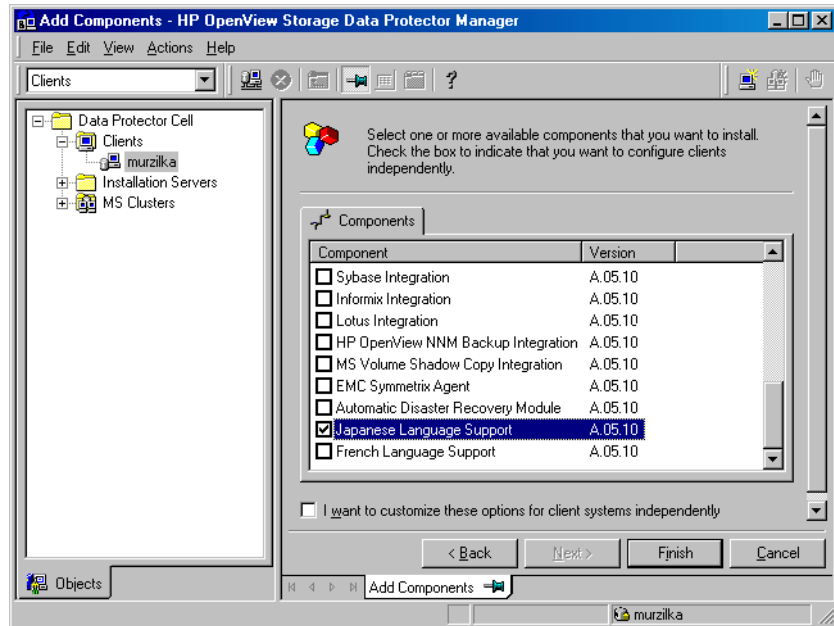 Add Components - HP OpenView Storage Data Protector Manager
File Edit View Actions Help
Clients
Data Protector Cell
Clients
murzilka
Installation Servers
MS Clusters
Objects
Select one or more available components that you want to install.
Check the box to indicate that you want to configure clients
independently.
Components
Component Version
Sybase Integration A.05.10
Informix Integration A.05.10
Lotus Integration A.05.10
HP OpenView NNM Backup Integration A.05.10
MS Volume Shadow Copy Integration A.05.10
EMC Symmetrix Agent A.05.10
Automatic Disaster Recovery Module A.05.10
Japanese Language Support A.05.10
French Language Support A.05.10
I want to customize these options for client systems independently
< Back Next > Finish Cancel
Add Components
murzilka